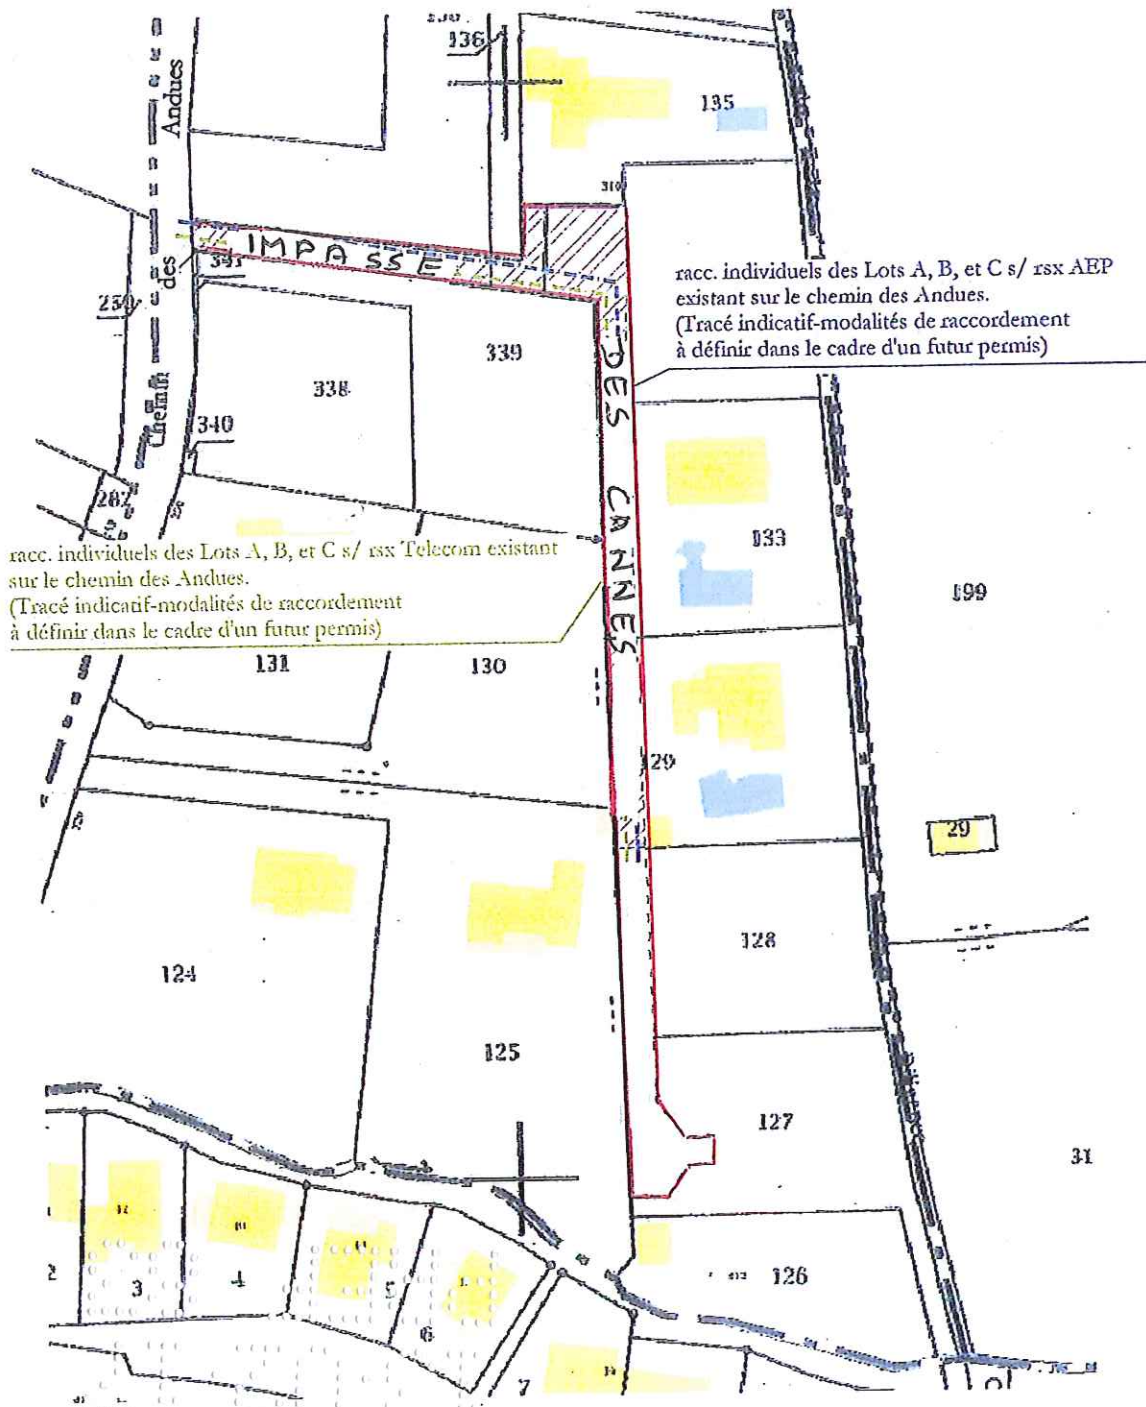 136
Andues
135
310
IMPASSE
des
racc. individuels des Lots A, B, et C s/ rsx AEP
existant sur le chemin des Andues.
(Tracé indicatif-modalités de raccordement
à définir dans le cadre d'un futur permis)
339
338
DES CANNES
Chemin
340
287
133
199
racc. individuels des Lots A, B, et C s/ rsx Telecom existant
sur le chemin des Andues.
(Tracé indicatif-modalités de raccordement
à définir dans le cadre d'un futur permis)
131
130
129
29
128
124
125
127
31
2
3
4
5
6
126
7